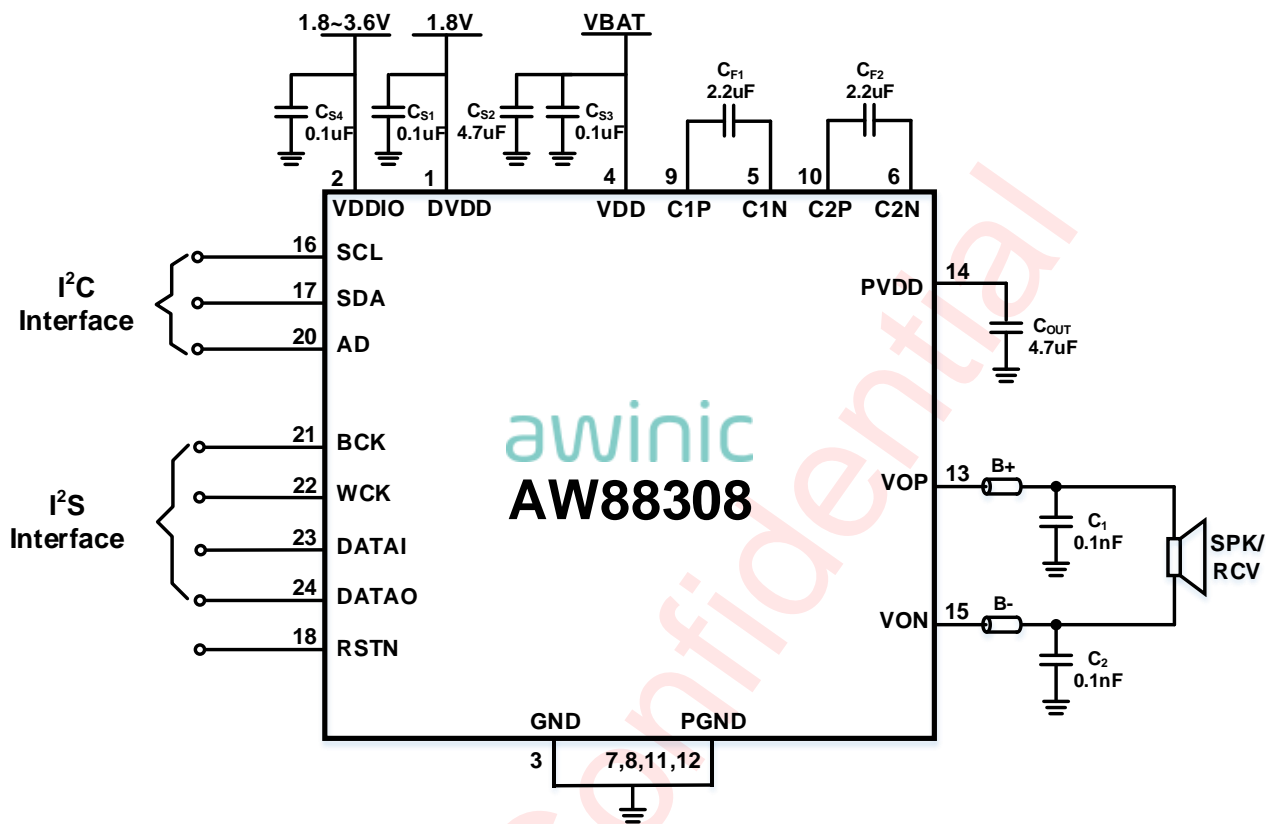 1.8~3.6V
1.8V
VBAT
CF1
2.2uF
CF2
2.2uF
CS4
0.1uF
CS1
0.1uF
CS2
4.7uF
CS3
0.1uF
2
1
4
9
5
10
6
VDDIO
DVDD
VDD
C1P
C1N
C2P
C2N
I²C
Interface
16
SCL
17
SDA
20
AD
PVDD
14
COUT
4.7uF
I²S
Interface
21
BCK
22
WCK
23
DATAI
24
DATAO
18
RSTN
awinic
AW88308
VOP
13
B+
C1
0.1nF
SPK/
RCV
VON
15
B-
C2
0.1nF
GND
PGND
3
7,8,11,12
Confidential